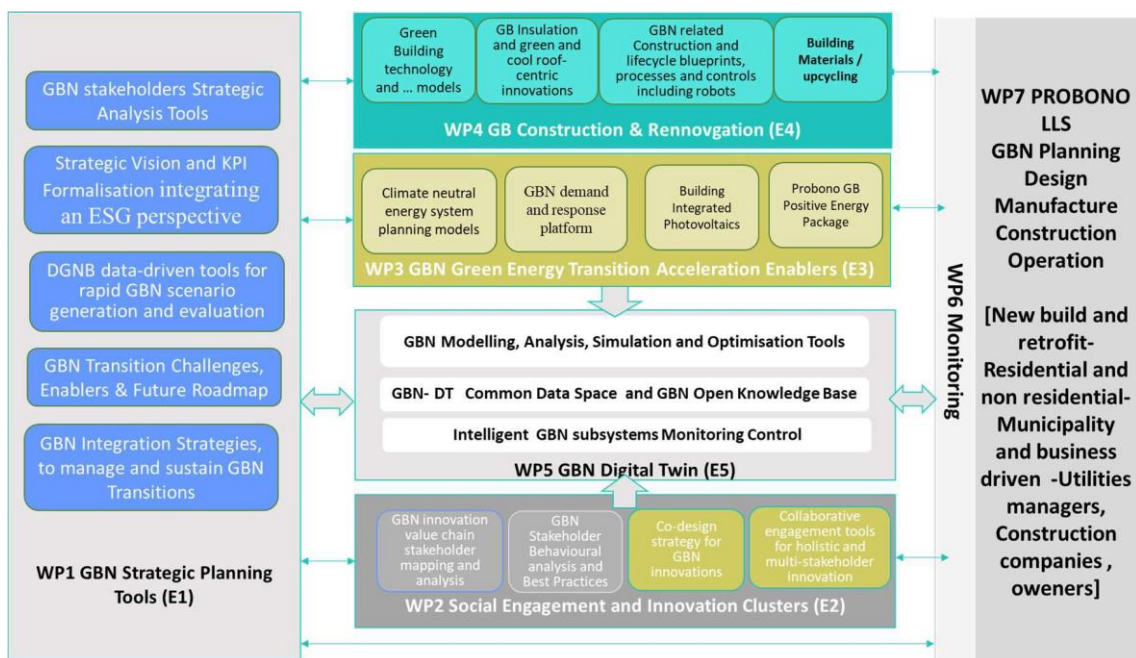 GBN stakeholders Strategic
Analysis Tools
Strategic Vision and KPI
Formalisation integrating
an ESG perspective
DGNB data-driven tools for
rapid GBN scenario
generation and evaluation
GBN Transition Challenges,
Enablers & Future Roadmap
GBN Integration Strategies,
to manage and sustain GBN
Transitions
WP1 GBN Strategic Planning
Tools (E1)
Green
Building
technology
and ... models
GB Insulation
and green and
cool roof-
centric
innovations
GBN related
Construction and
lifecycle blueprints,
processes and controls
including robots
Building
Materials /
upcycling
WP4 GB Construction & Rennovgation (E4)
Climate neutral
energy system
planning models
GBN demand
and response
platform
Building
Integrated
Photovoltaics
Probono GB
Positive Energy
Package
WP3 GBN Green Energy Transition Acceleration Enablers (E3)
GBN Modelling, Analysis, Simulation and Optimisation Tools
GBN- DT Common Data Space and GBN Open Knowledge Base
Intelligent GBN subsystems Monitoring Control
WP5 GBN Digital Twin (E5)
GBN innovation
value chain
stakeholder
mapping and
analysis
GBN
Stakeholder
Behavioural
analysis and
Best Practices
Co-design
strategy for
GBN
innovations
Collaborative
engagement tools
for holistic and
multi-stakeholder
innovation
WP2 Social Engagement and Innovation Clusters (E2)
WP6 Monitoring
WP7 PROBONO
LLS
GBN Planning
Design
Manufacture
Construction
Operation
[New build and
retrofit-
Residential and
non residential-
Municipality
and business
driven -Utilities
managers,
Construction
companies ,
oweners]